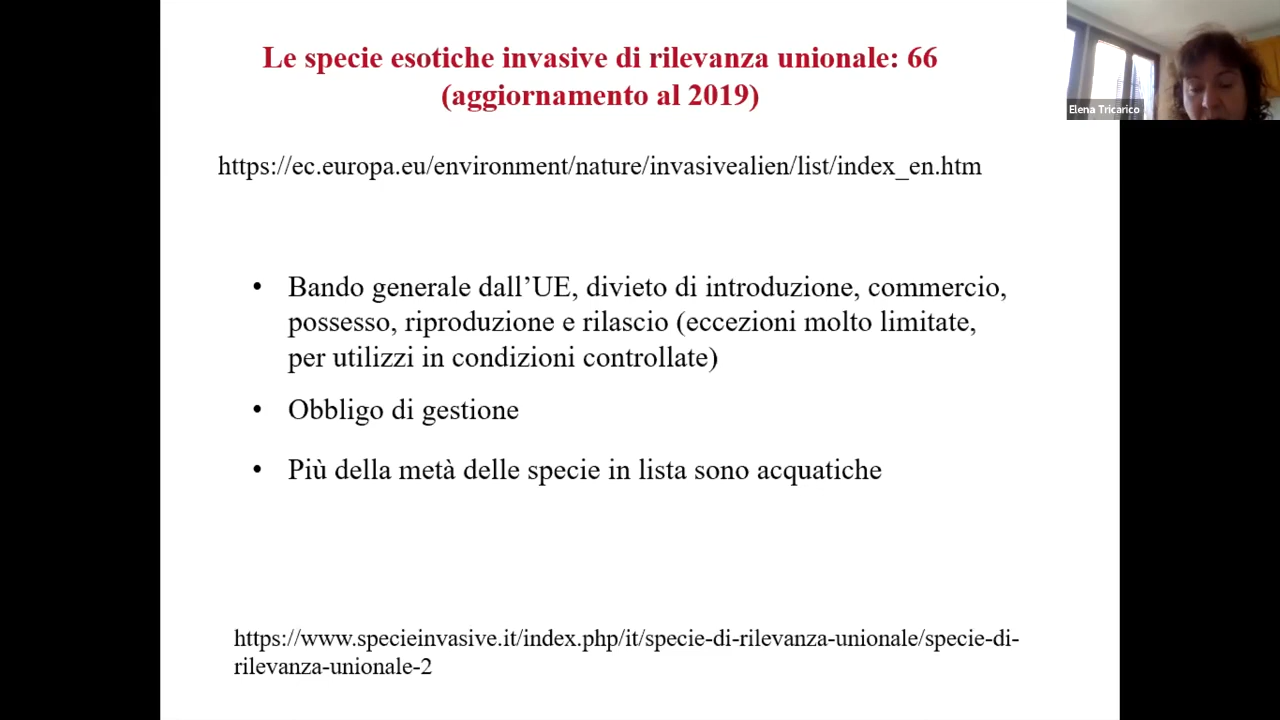 Le specie esotiche invasive di rilevanza unionale: 66
(aggiornamento al 2019)
Elena Tricarico
https://ec.europa.eu/environment/nature/invasivealien/list/index_en.htm
• Bando generale dall’UE, divieto di introduzione, commercio,
possesso, riproduzione e rilascio (eccezioni molto limitate,
per utilizzi in condizioni controllate)
• Obbligo di gestione
• Più della metà delle specie in lista sono acquatiche
https://www.specieinvasive.it/index.php/it/specie-di-rilevanza-unionale/specie-di-
rilevanza-unionale-2